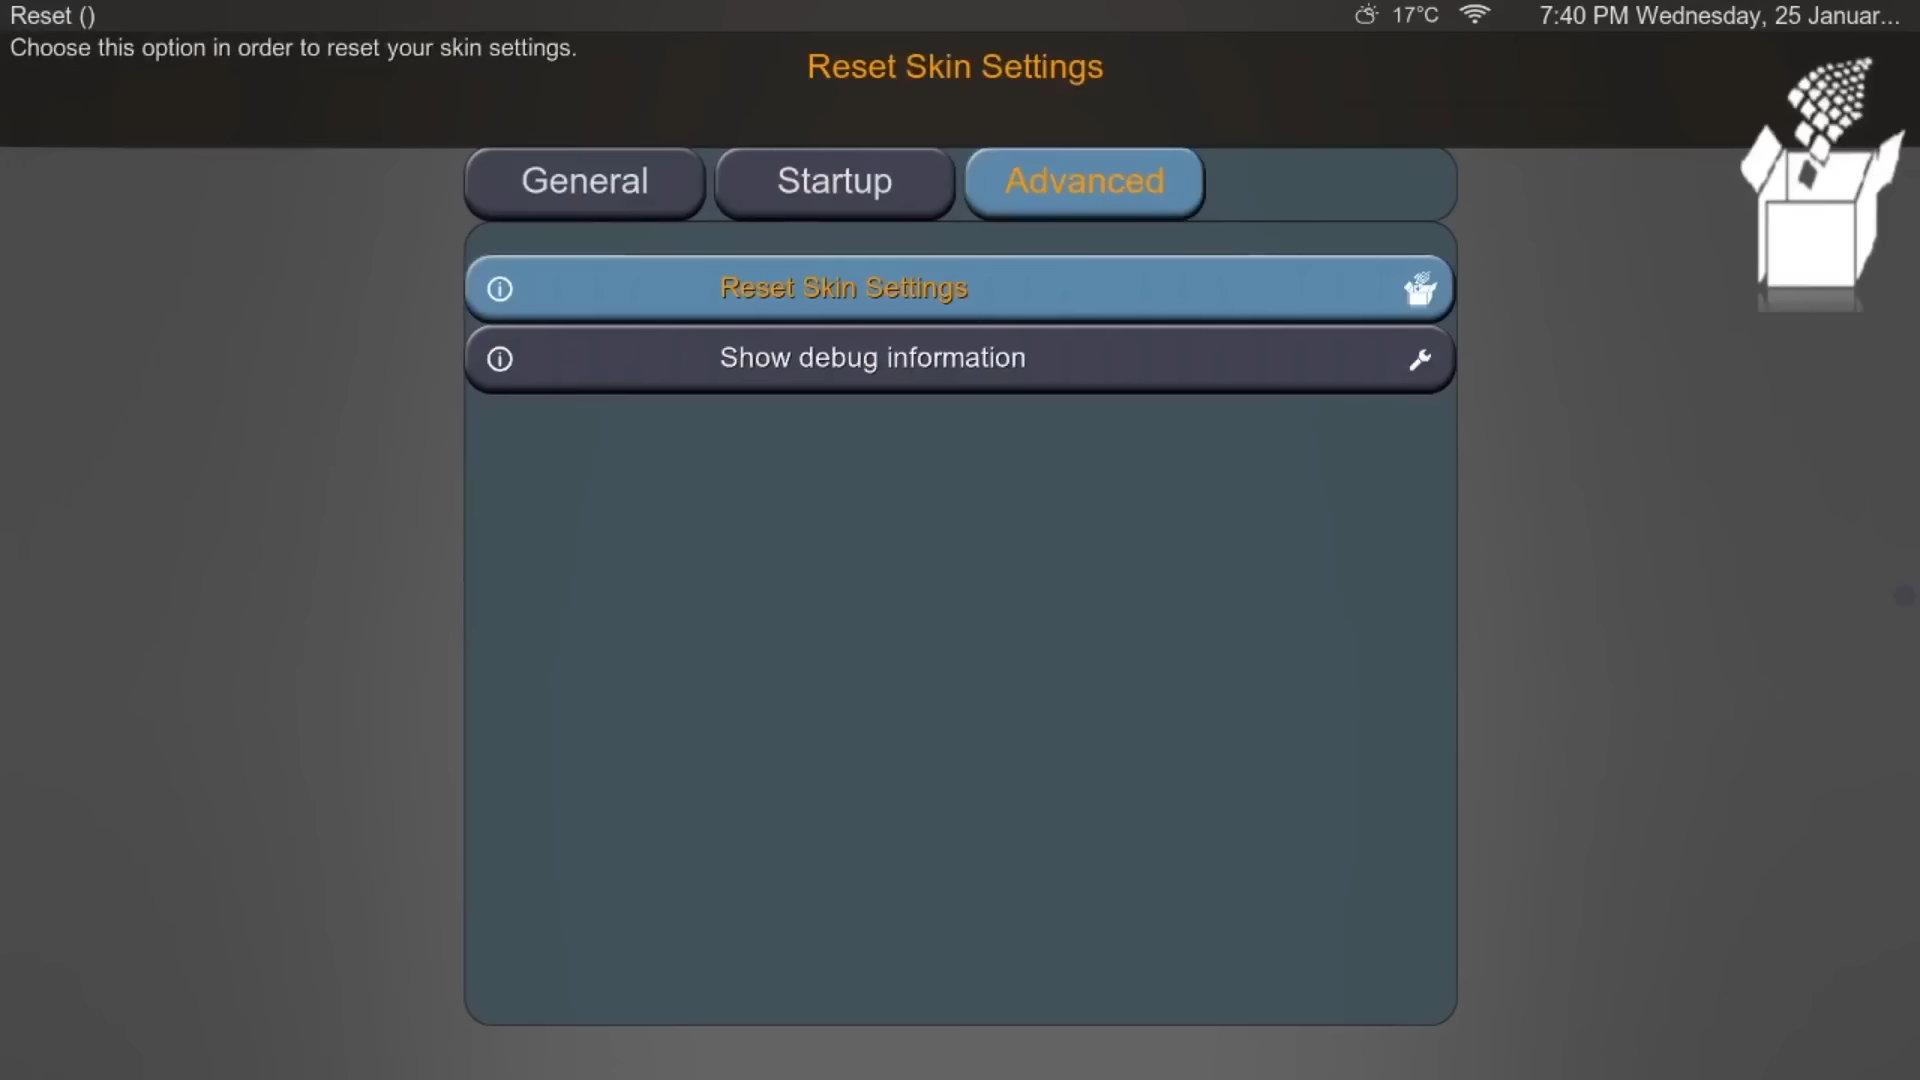 Reset ()
17°C
7:40 PM Wednesday, 25 Januar...
Choose this option in order to reset your skin settings.
Reset Skin Settings
General
Startup
Advanced
Reset Skin Settings
Show debug information